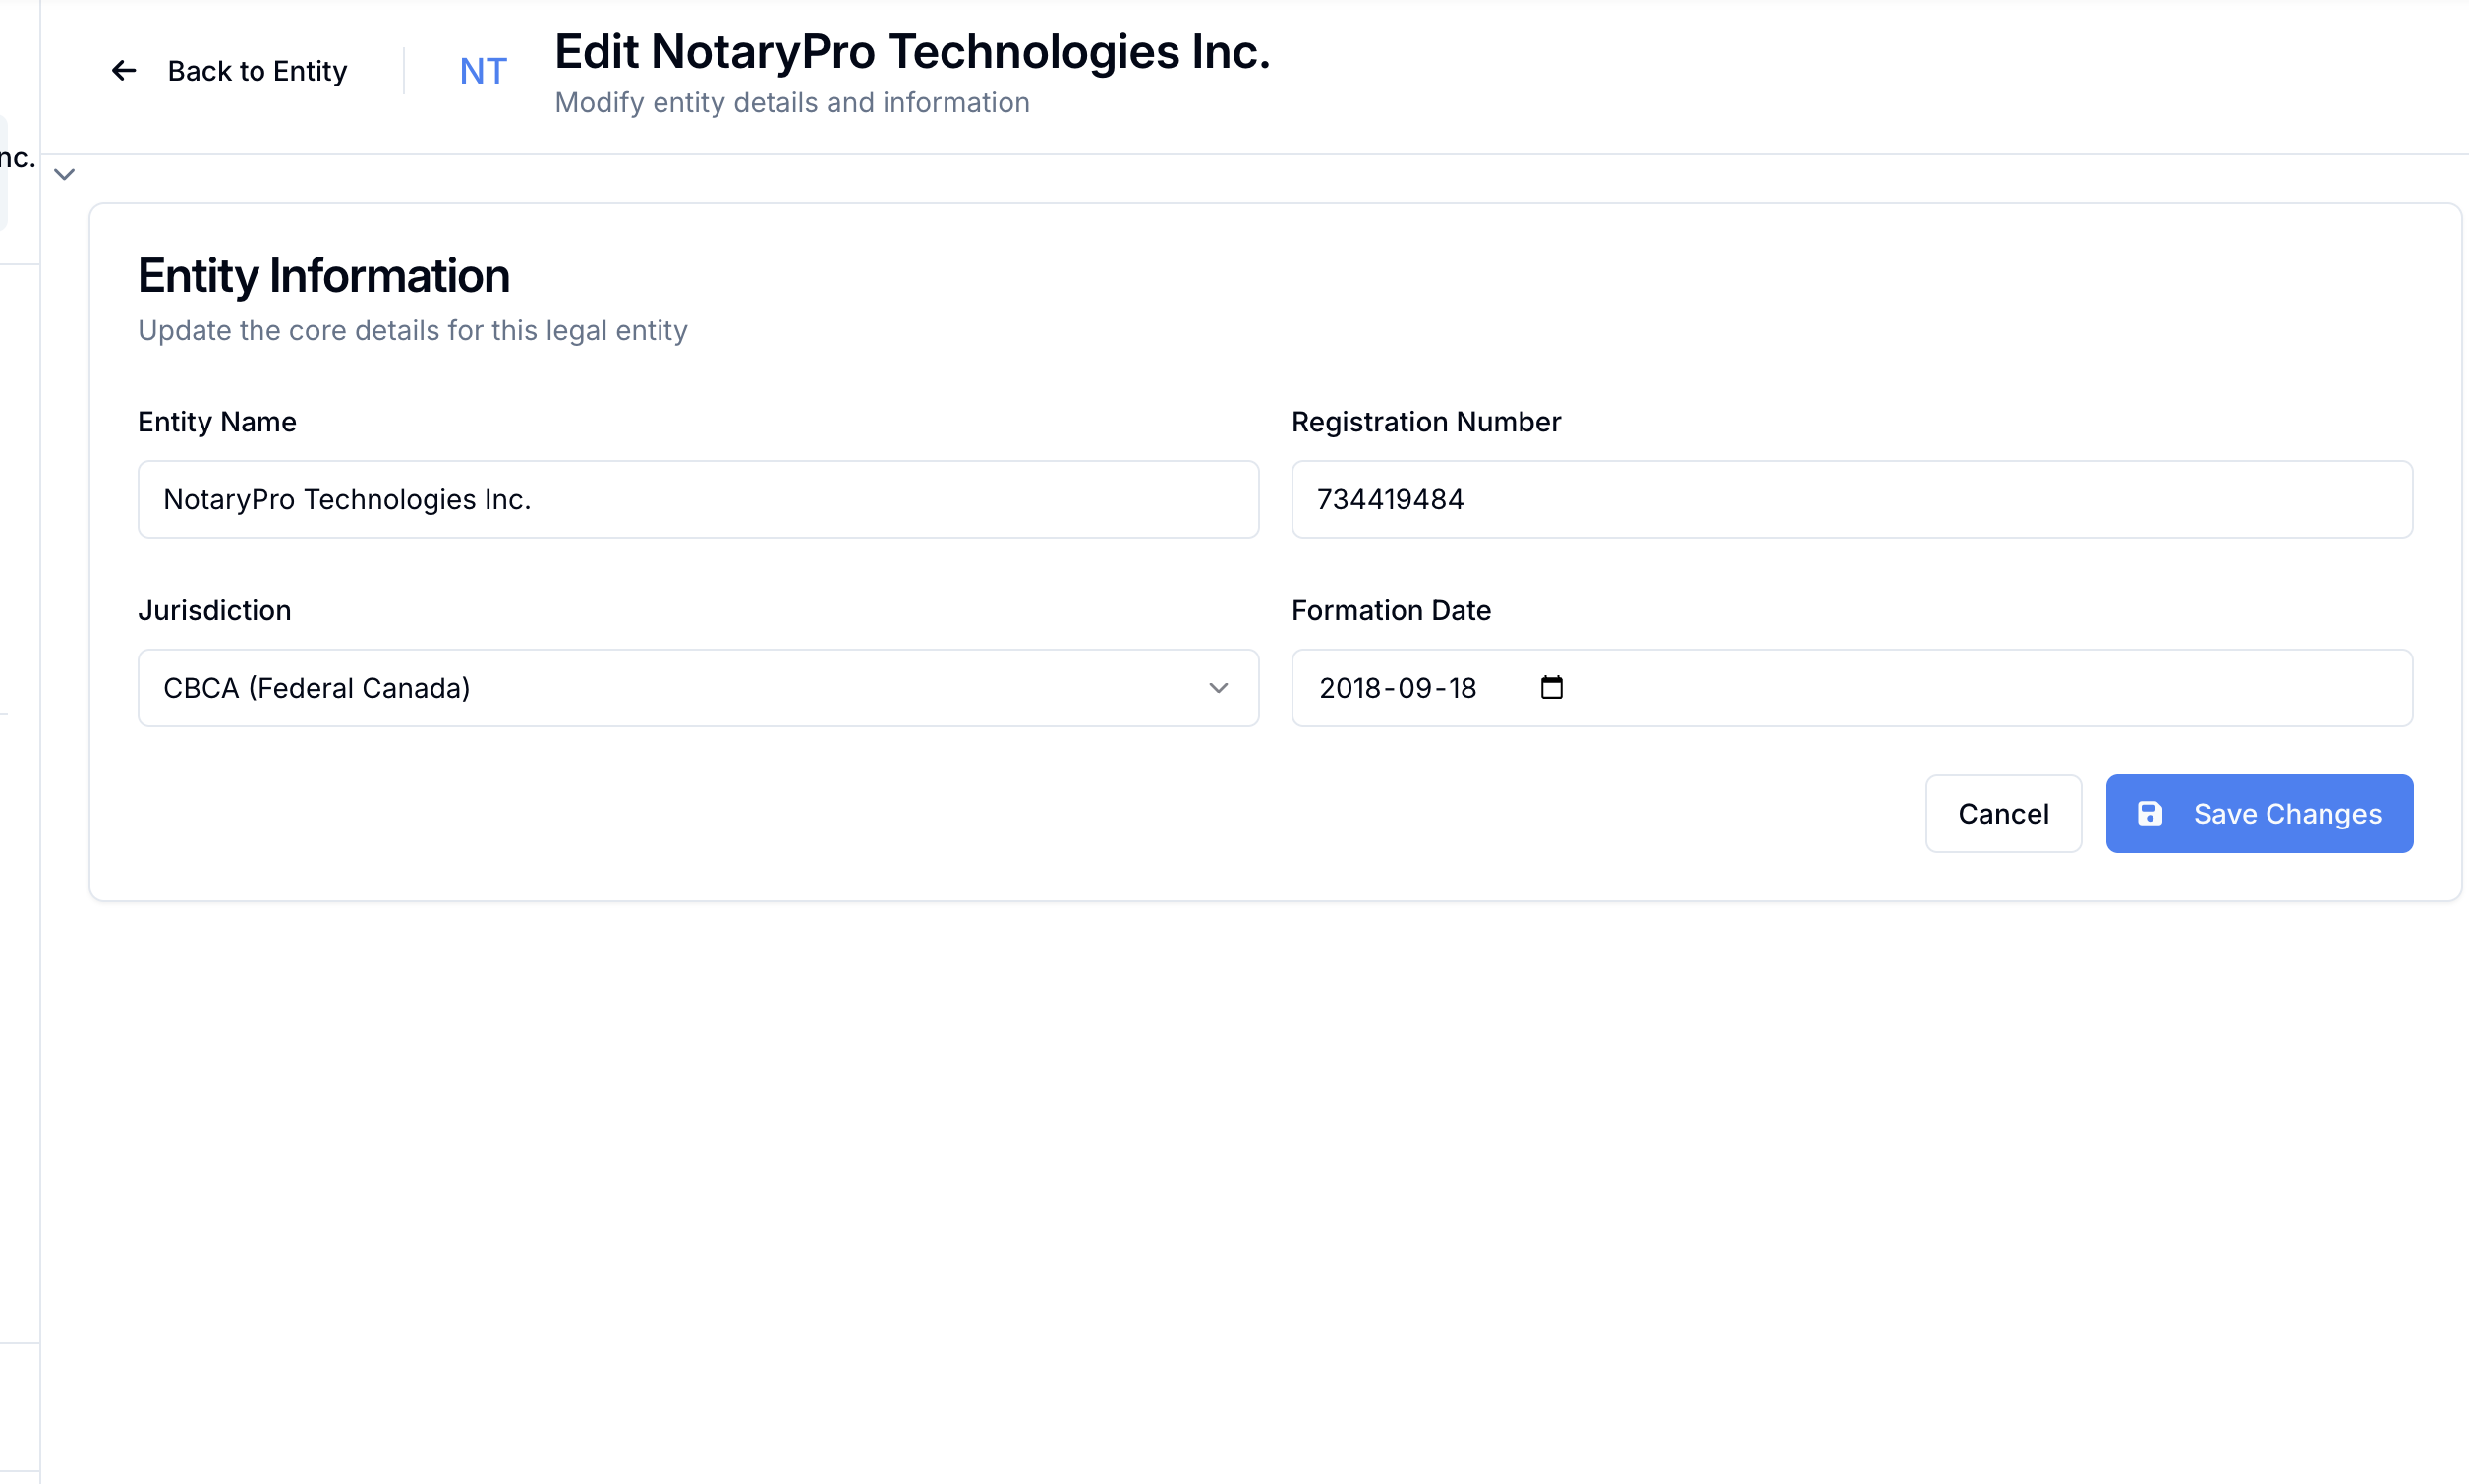 Back to Entity
NT
Edit NotaryPro Technologies Inc.
Modify entity details and information
nc.
Entity Information
Update the core details for this legal entity
Entity Name
Registration Number
NotaryPro Technologies Inc.
734419484
Jurisdiction
Formation Date
CBCA (Federal Canada)
2018-09-18
Cancel
Save Changes